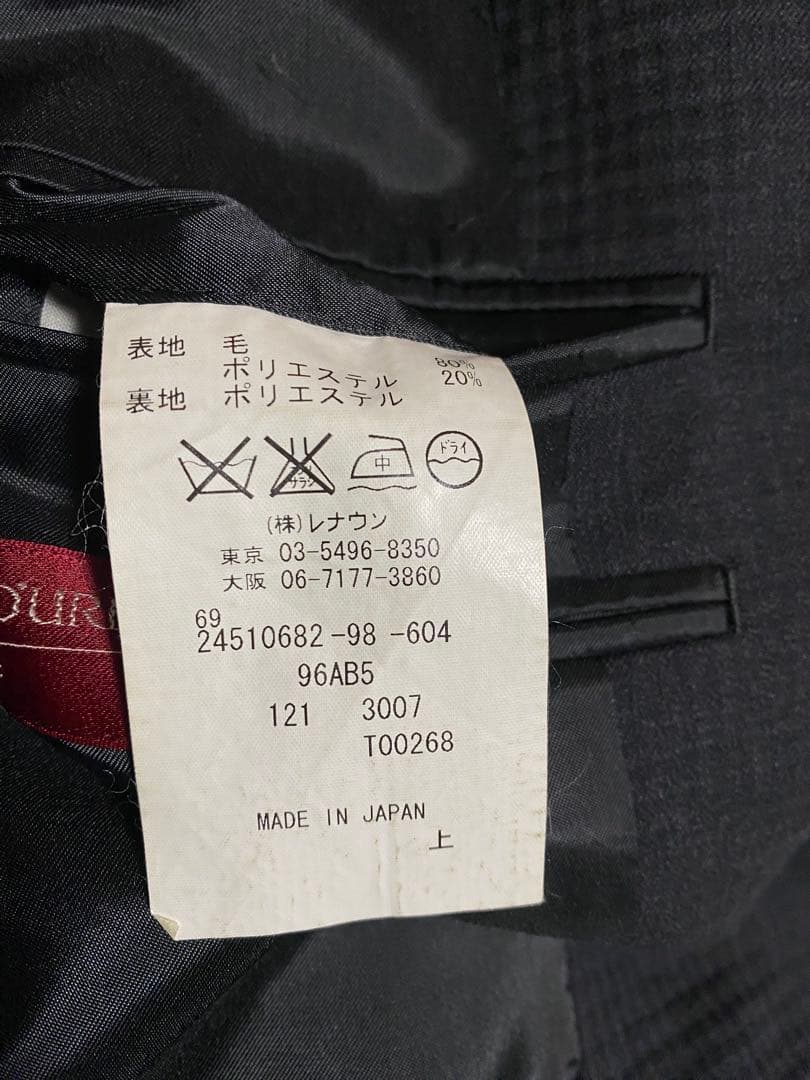 表地 毛 80%
ポリエステル 20%
裏地 ポリエステル
中
ドライ
(株)レナウン
東京 03-5496-8350
大阪 06-7177-3860
69
24510682-98-604
96AB5
121 3007
T00268
MADE IN JAPAN
上